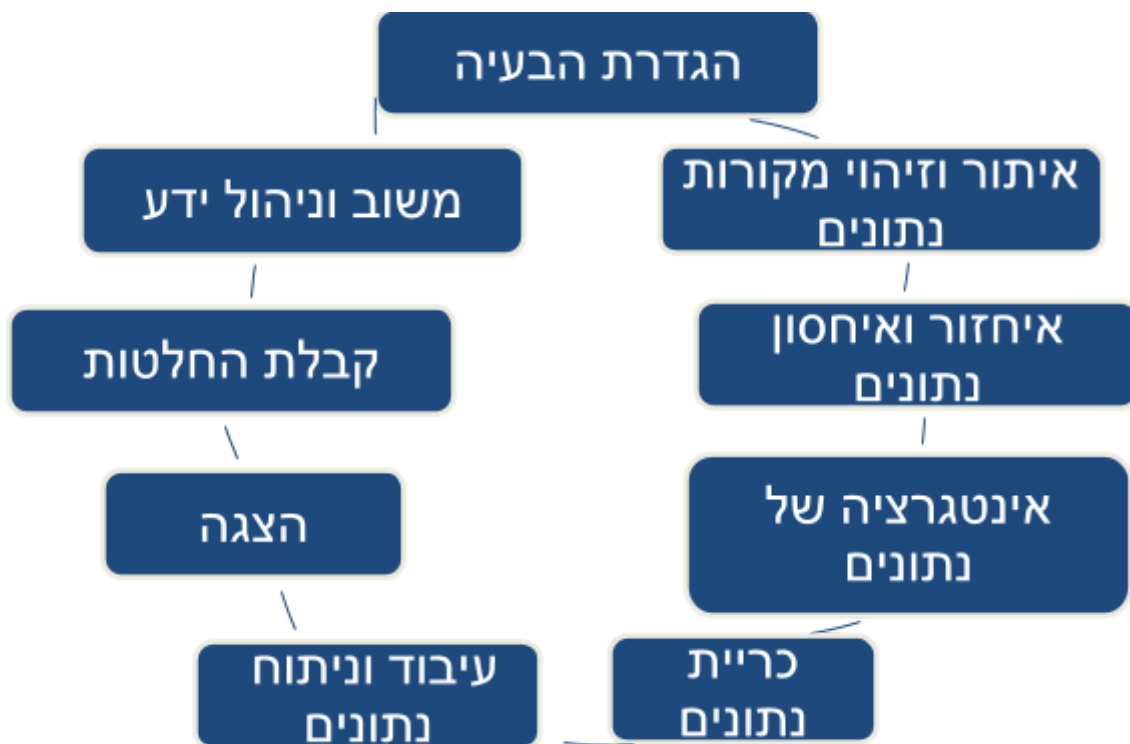 הגדרת הבעיה
איתור וזיהוי מקורות
נתונים
איחזור ואיחסון
נתונים
אינטגרציה של
נתונים
כריית
נתונים
עיבוד וניתוח
נתונים
הצגה
קבלת החלטות
משוב וניהול ידע